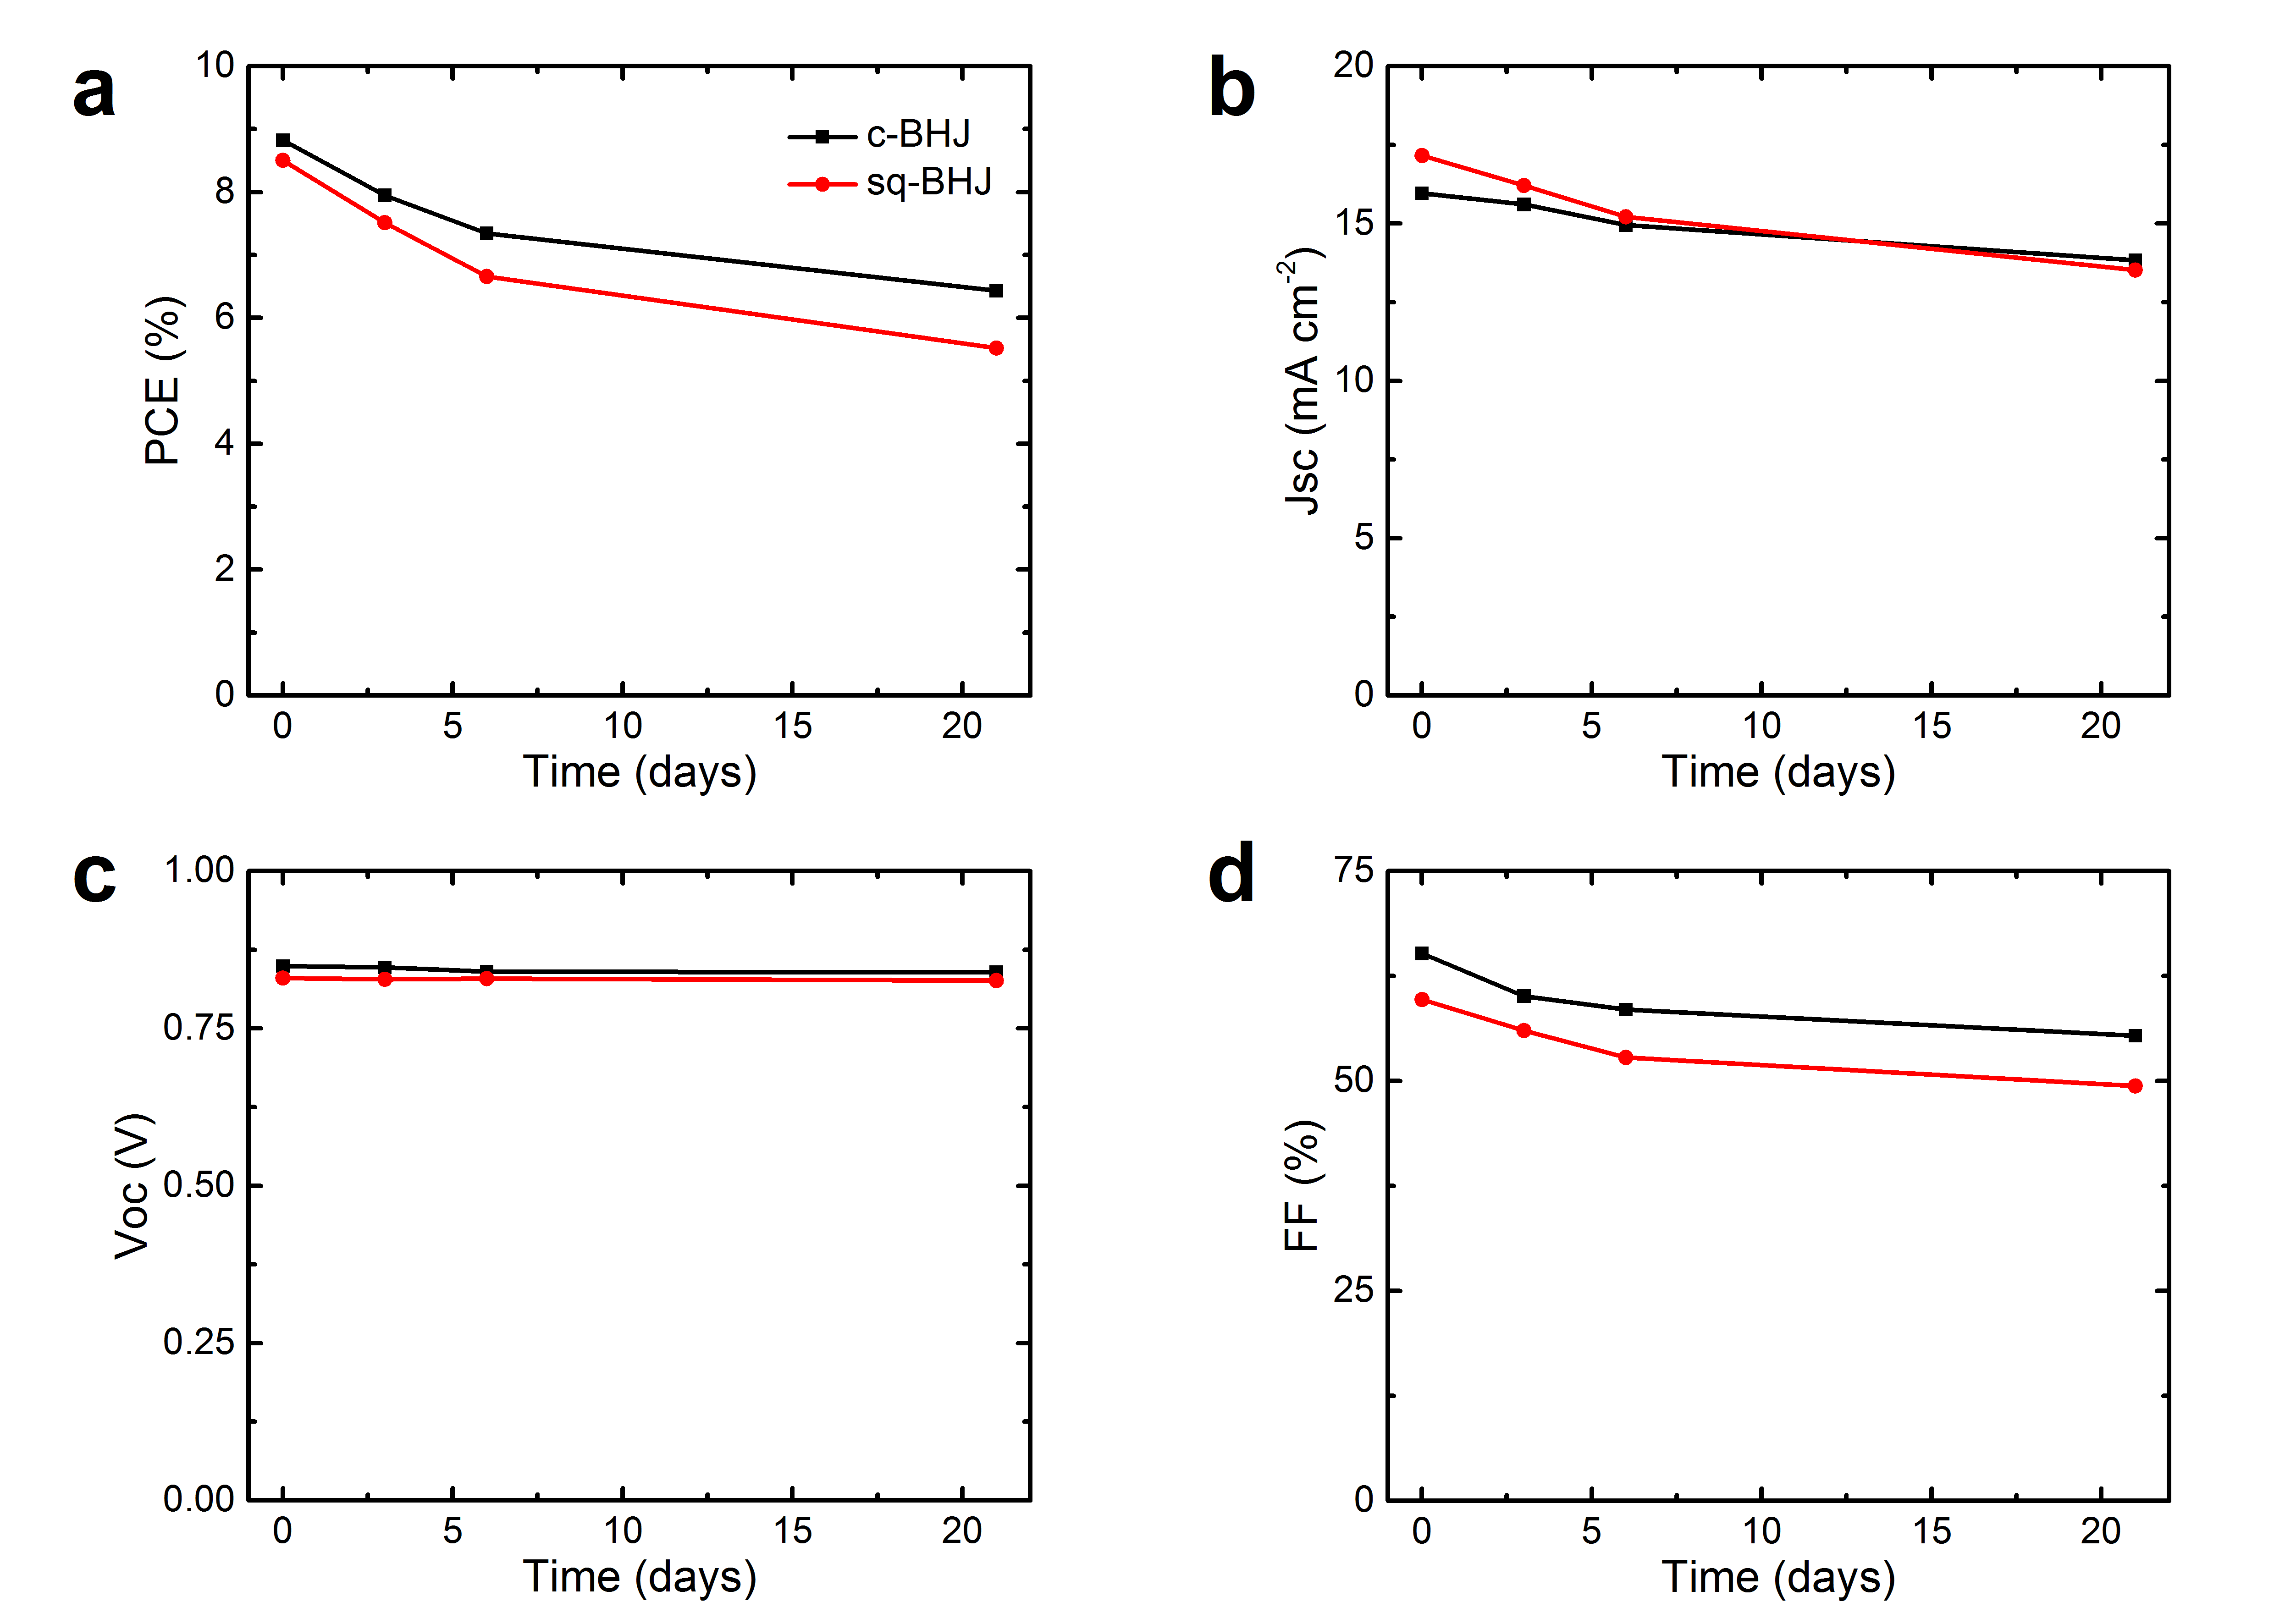 a
10
8
6
4
2
0
PCE (%)
c-BHJ
sq-BHJ
0 5 10 15 20
Time (days)
b
20
15
10
5
0
Jsc (mA cm-2)
0 5 10 15 20
Time (days)
c
1.00
0.75
0.50
0.25
0.00
Voc (V)
0 5 10 15 20
Time (days)
d
75
50
25
0
FF (%)
0 5 10 15 20
Time (days)